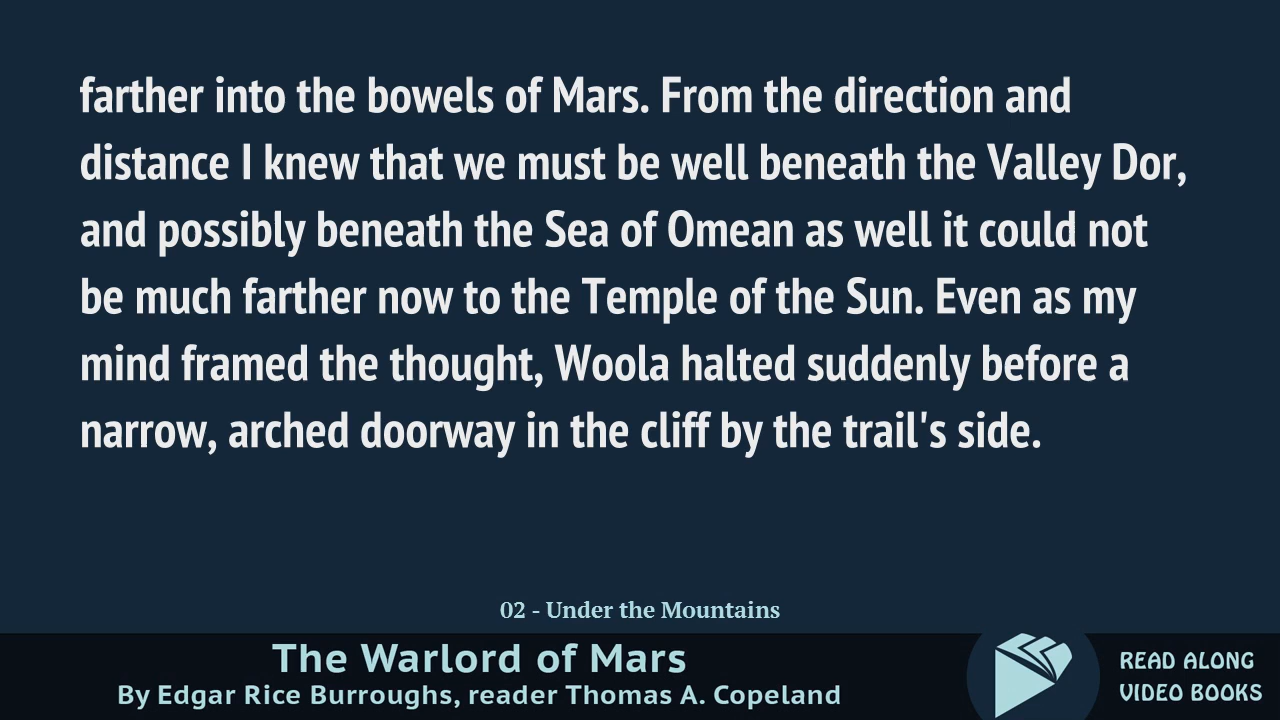 farther into the bowels of Mars. From the direction and
distance I knew that we must be well beneath the Valley Dor,
and possibly beneath the Sea of Omean as well it could not
be much farther now to the Temple of the Sun. Even as my
mind framed the thought, Woola halted suddenly before a
narrow, arched doorway in the cliff by the trail's side.
02 - Under the Mountains
The Warlord of Mars
By Edgar Rice Burroughs, reader Thomas A. Copeland
READ ALONG
VIDEO BOOKS